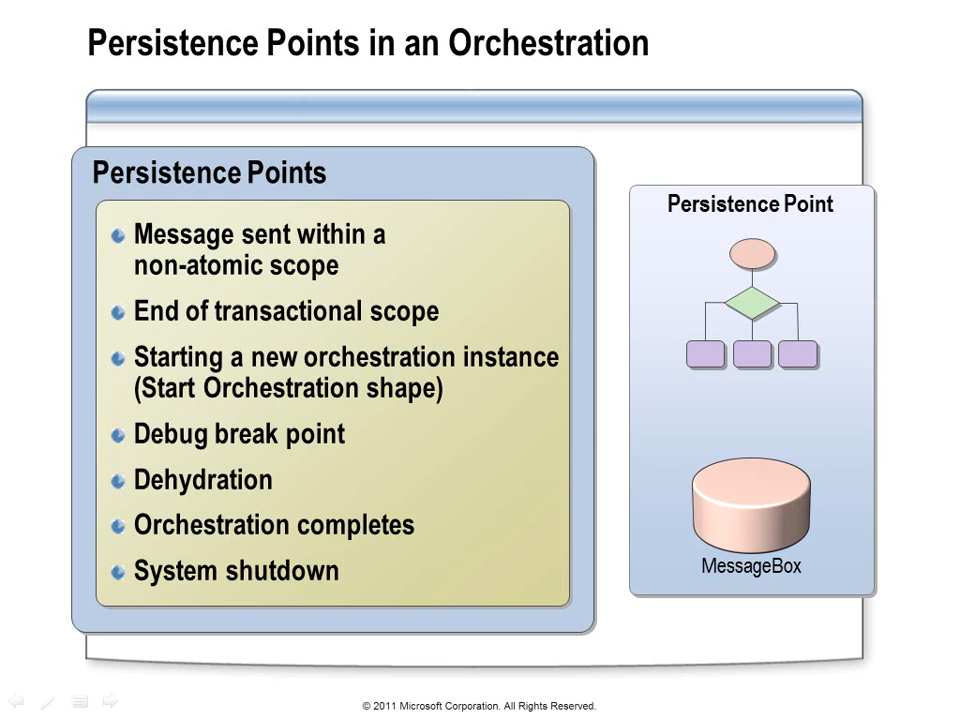 Persistence Points in an Orchestration
Persistence Points
Message sent within a
non-atomic scope
End of transactional scope
Starting a new orchestration instance
(Start Orchestration shape)
Debug break point
Dehydration
Orchestration completes
System shutdown
Persistence Point
MessageBox
© 2011 Microsoft Corporation. All Rights Reserved.